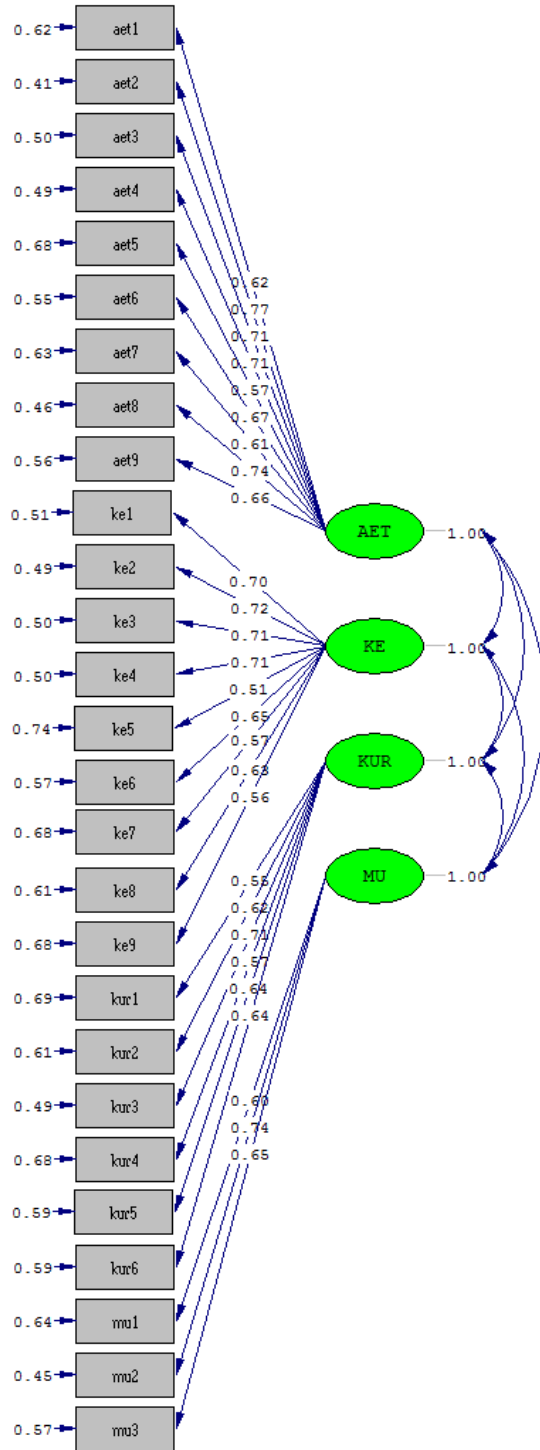 0.62 aet1
0.41 aet2
0.50 aet3
0.49 aet4
0.68 aet5
0.55 aet6
0.63 aet7
0.46 aet8
0.56 aet9
0.51 ke1
0.49 ke2
0.50 ke3
0.50 ke4
0.74 ke5
0.57 ke6
0.68 ke7
0.61 ke8
0.68 ke9
0.69 kur1
0.61 kur2
0.49 kur3
0.68 kur4
0.59 kur5
0.59 kur6
0.64 mu1
0.45 mu2
0.57 mu3
0.62
0.77
0.71
0.71
0.57
0.67
0.61
0.74
0.66
0.70
0.72
0.71
0.71
0.51
0.65
0.57
0.63
0.56
0.62
0.71
0.57
0.64
0.64
0.60
0.74
0.65
AET 1.00
KE 1.00
KUR 1.00
MU 1.00